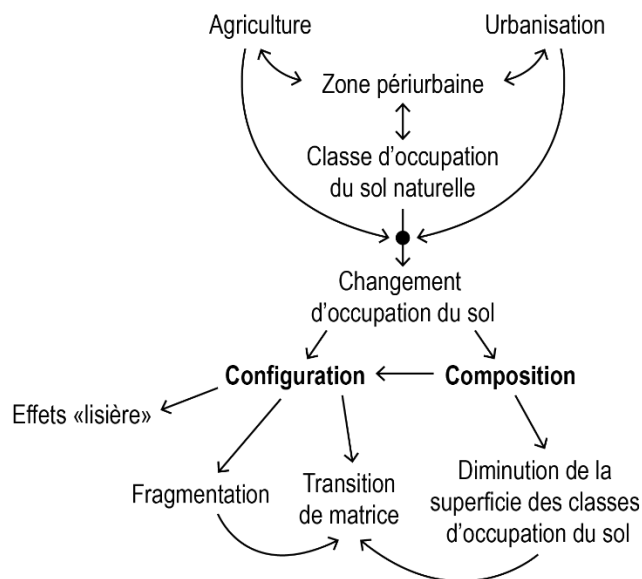 Agriculture
Urbanisation
Zone périurbaine
Classe d’occupation
du sol naturelle
Changement
d’occupation du sol
Configuration
Composition
Effets «lisière»
Fragmentation
Transition
de matrice
Diminution de la
superficie des classes
d’occupation du sol